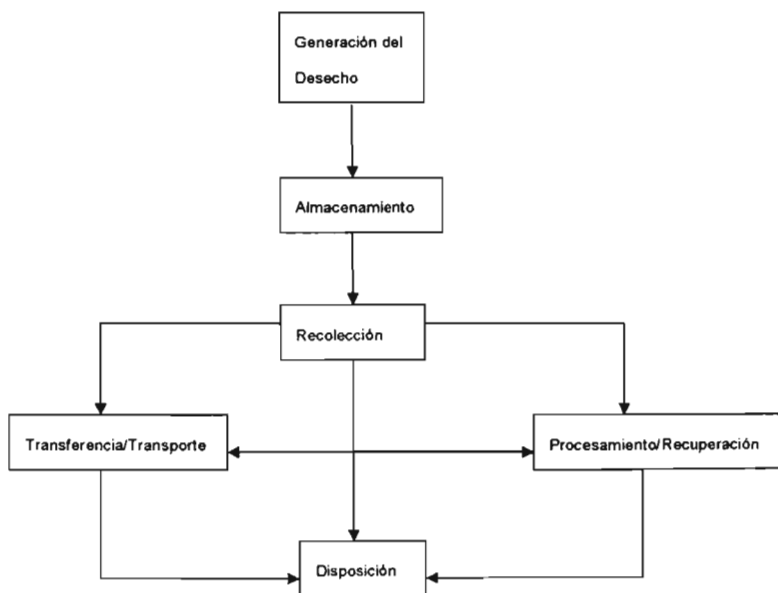 Generación del
Desecho
Almacenamiento
Recolección
Transferencia/Transporte
Procesamiento/Recuperación
Disposición